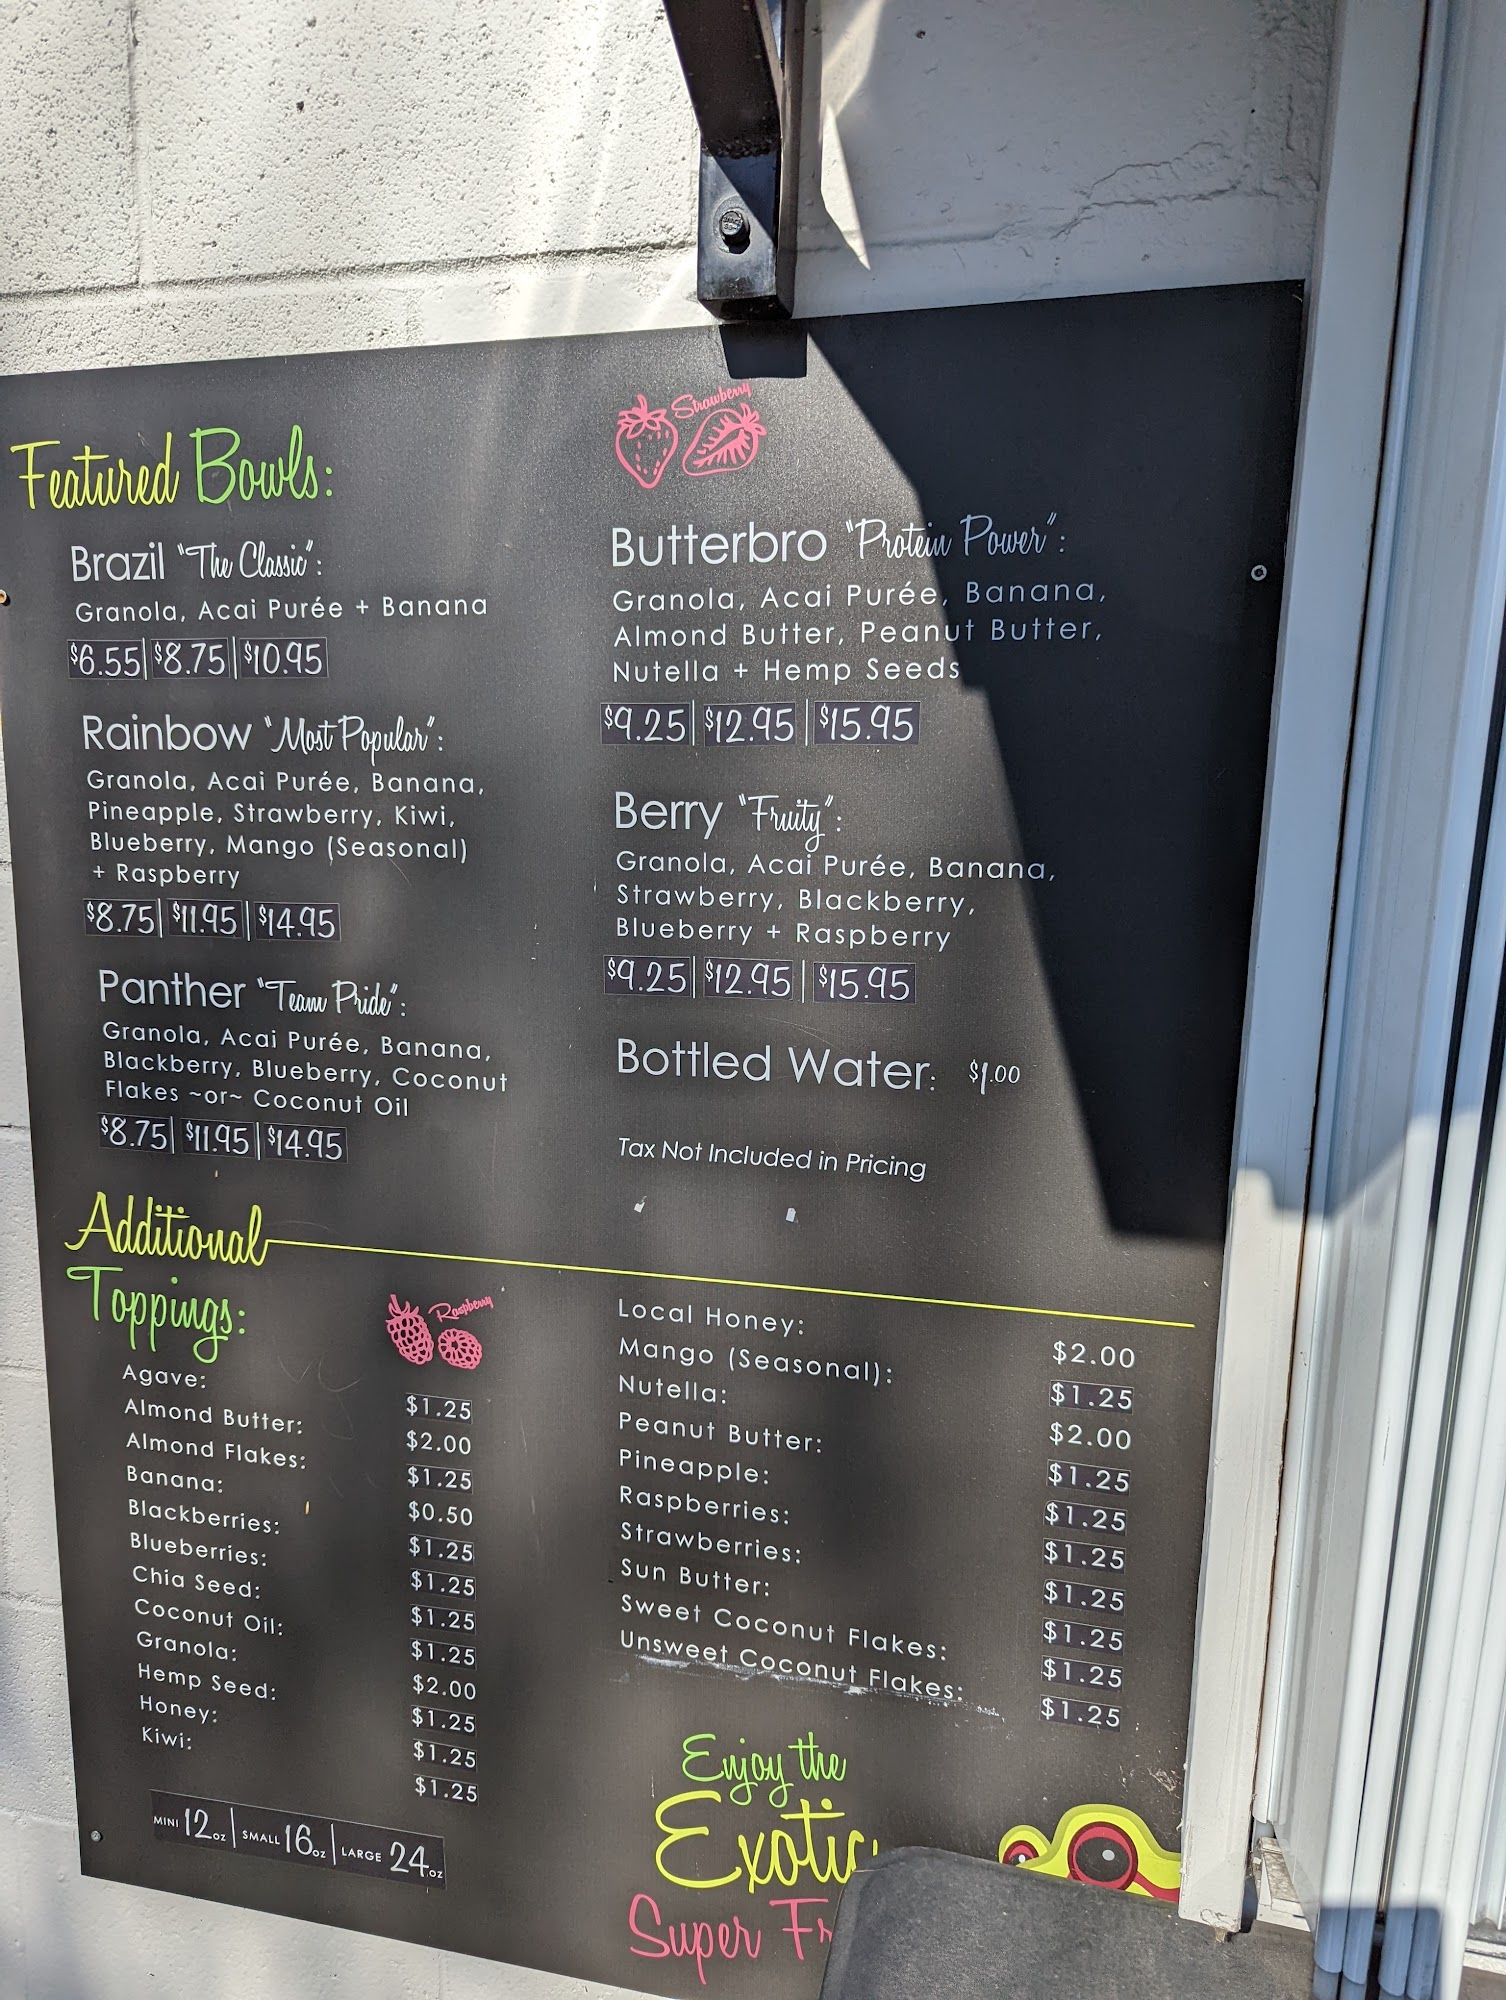 Featured Bowls:
Brazil "The Classic":
Granola, Acai Purée + Banana
$6.55 | $8.75 | $10.95
Rainbow "Most Popular":
Granola, Acai Purée, Banana,
Pineapple, Strawberry, Kiwi,
Blueberry, Mango (Seasonal)
+ Raspberry
$8.75 | $11.95 | $14.95
Panther "Team Pride":
Granola, Acai Purée, Banana,
Blackberry, Blueberry, Coconut
Flakes ~or~ Coconut Oil
$8.75 | $11.95 | $14.95
Strawberry
Butterbro "Protein Power":
Granola, Acai Purée, Banana,
Almond Butter, Peanut Butter,
Nutella + Hemp Seeds
$9.25 | $12.95 | $15.95
Berry "Fruity":
Granola, Acai Purée, Banana,
Strawberry, Blackberry,
Blueberry + Raspberry
$9.25 | $12.95 | $15.95
Bottled Water: $1.00
Tax Not Included in Pricing
Additional
Toppings:
Raspberry
Agave: $1.25
Almond Butter: $2.00
Almond Flakes: $1.25
Banana: $0.50
Blackberries: $1.25
Blueberries: $1.25
Chia Seed: $1.25
Coconut Oil: $1.25
Granola: $2.00
Hemp Seed: $1.25
Honey: $1.25
Kiwi: $1.25
MINI 12oz | SMALL 16oz | LARGE 24oz
Local Honey: $2.00
Mango (Seasonal): $1.25
Nutella: $2.00
Peanut Butter: $1.25
Pineapple: $1.25
Raspberries: $1.25
Strawberries: $1.25
Sun Butter: $1.25
Sweet Coconut Flakes: $1.25
Unsweet Coconut Flakes: $1.25
Enjoy the
Exotic
Super Fr